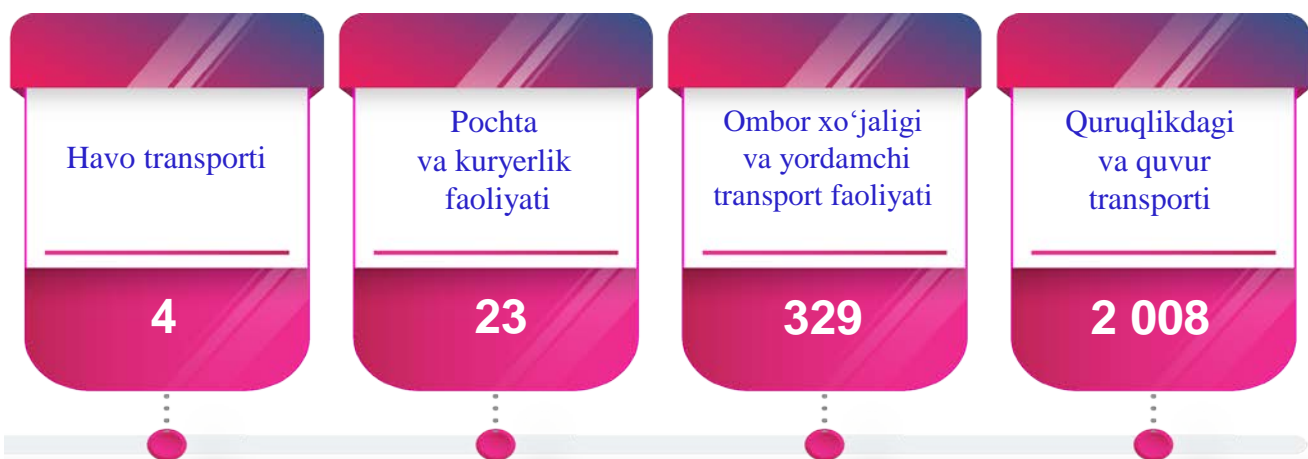 Havo transporti
4
Pochta
va kuryerlik
faoliyati
23
Ombor xo‘jaligi
va yordamchi
transport faoliyati
329
Quruqlikdagi
va quvur
transporti
2 008